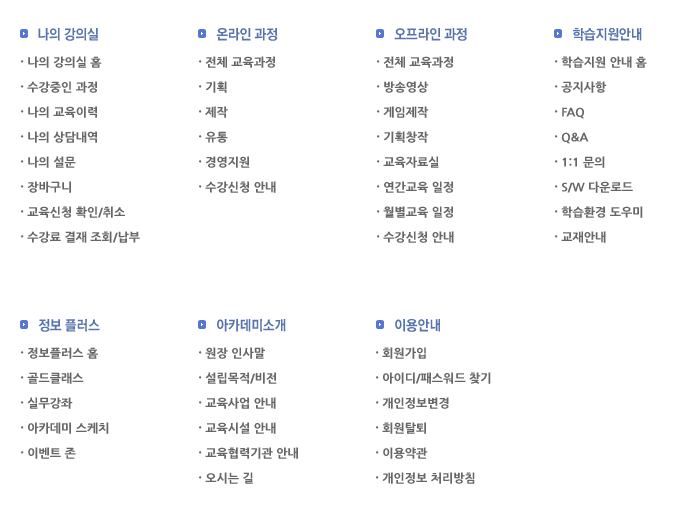 나의 강의실
· 나의 강의실 홈
· 수강중인 과정
· 나의 교육이력
· 나의 상담내역
· 나의 설문
· 장바구니
· 교육신청 확인/취소
· 수강료 결재 조회/납부
온라인 과정
· 전체 교육과정
· 기획
· 제작
· 유통
· 경영지원
· 수강신청 안내
오프라인 과정
· 전체 교육과정
· 방송영상
· 게임제작
· 기획창작
· 교육자료실
· 연간교육 일정
· 월별교육 일정
· 수강신청 안내
학습지원안내
· 학습지원 안내 홈
· 공지사항
· FAQ
· Q&A
· 1:1 문의
· S/W 다운로드
· 학습환경 도우미
· 교재안내
정보 플러스
· 정보플러스 홈
· 골드클래스
· 실무강좌
· 아카데미 스케치
· 이벤트 존
아카데미소개
· 원장 인사말
· 설립목적/비전
· 교육사업 안내
· 교육시설 안내
· 교육협력기관 안내
· 오시는 길
이용안내
· 회원가입
· 아이디/패스워드 찾기
· 개인정보변경
· 회원탈퇴
· 이용약관
· 개인정보 처리방침